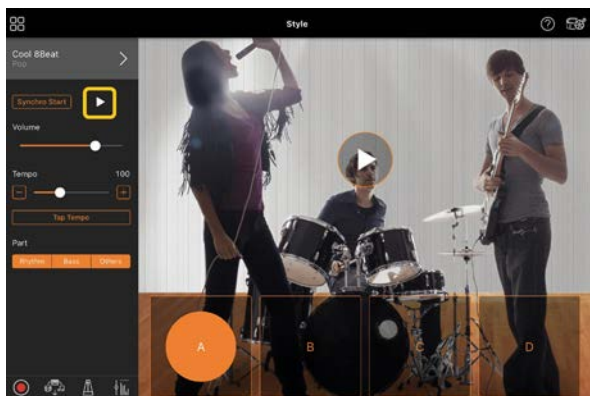 Style
Cool 8Beat
Pop
Synchro Start
Volume
Tempo 100
Tap Tempo
Part
Rhythm Bass Others
A B C D